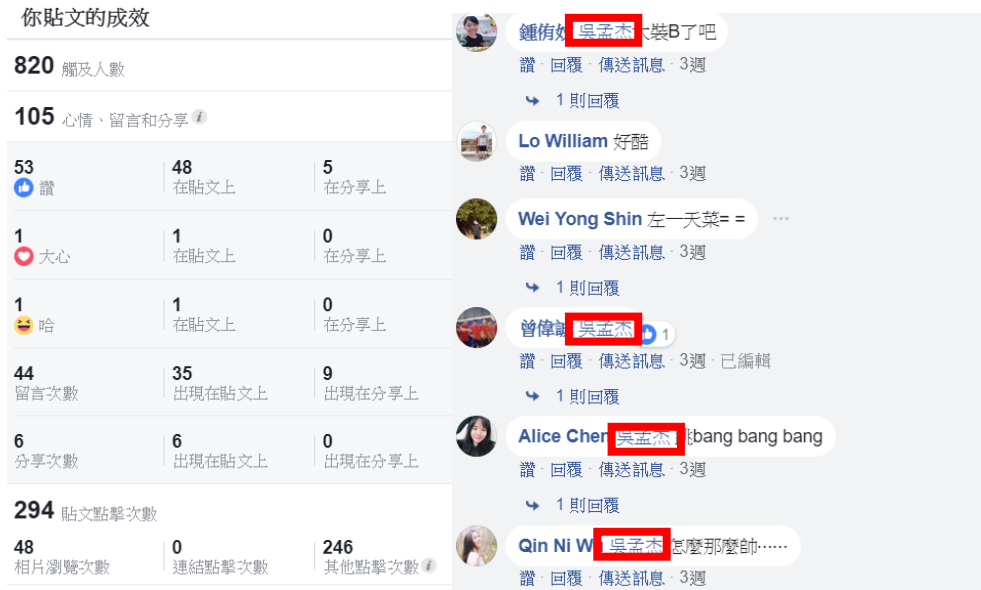 你貼文的成效
820 觸及人數
105 心情、留言和分享
53 讚
48 在貼文上
5 在分享上
1 大心
1 在貼文上
0 在分享上
1 哈
1 在貼文上
0 在分享上
44 留言次數
35 出現在貼文上
9 出現在分享上
6 分享次數
6 出現在貼文上
0 出現在分享上
294 貼文點擊次數
48 相片瀏覽次數
0 連結點擊次數
246 其他點擊次數
鍾侑 吳孟杰 大裝B了吧
讚 · 回覆 · 傳送訊息 · 3週
1 則回覆
Lo William 好酷
讚 · 回覆 · 傳送訊息 · 3週
Wei Yong Shin 左一天菜= =
讚 · 回覆 · 傳送訊息 · 3週
1 則回覆
曾偉 吳孟杰 1
讚 · 回覆 · 傳送訊息 · 3週 · 已編輯
1 則回覆
Alice Chen 吳孟杰 跳bang bang bang
讚 · 回覆 · 傳送訊息 · 3週
1 則回覆
Qin Ni W 吳孟杰 怎麼那麼帥……
讚 · 回覆 · 傳送訊息 · 3週